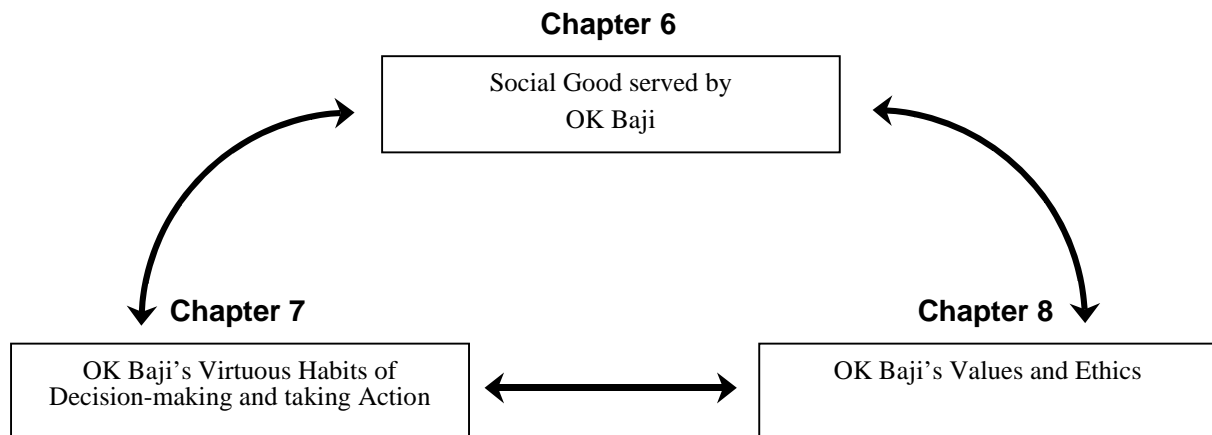 Chapter 6
Social Good served by
OK Baji
Chapter 7
OK Baji’s Virtuous Habits of
Decision-making and taking Action
Chapter 8
OK Baji’s Values and Ethics